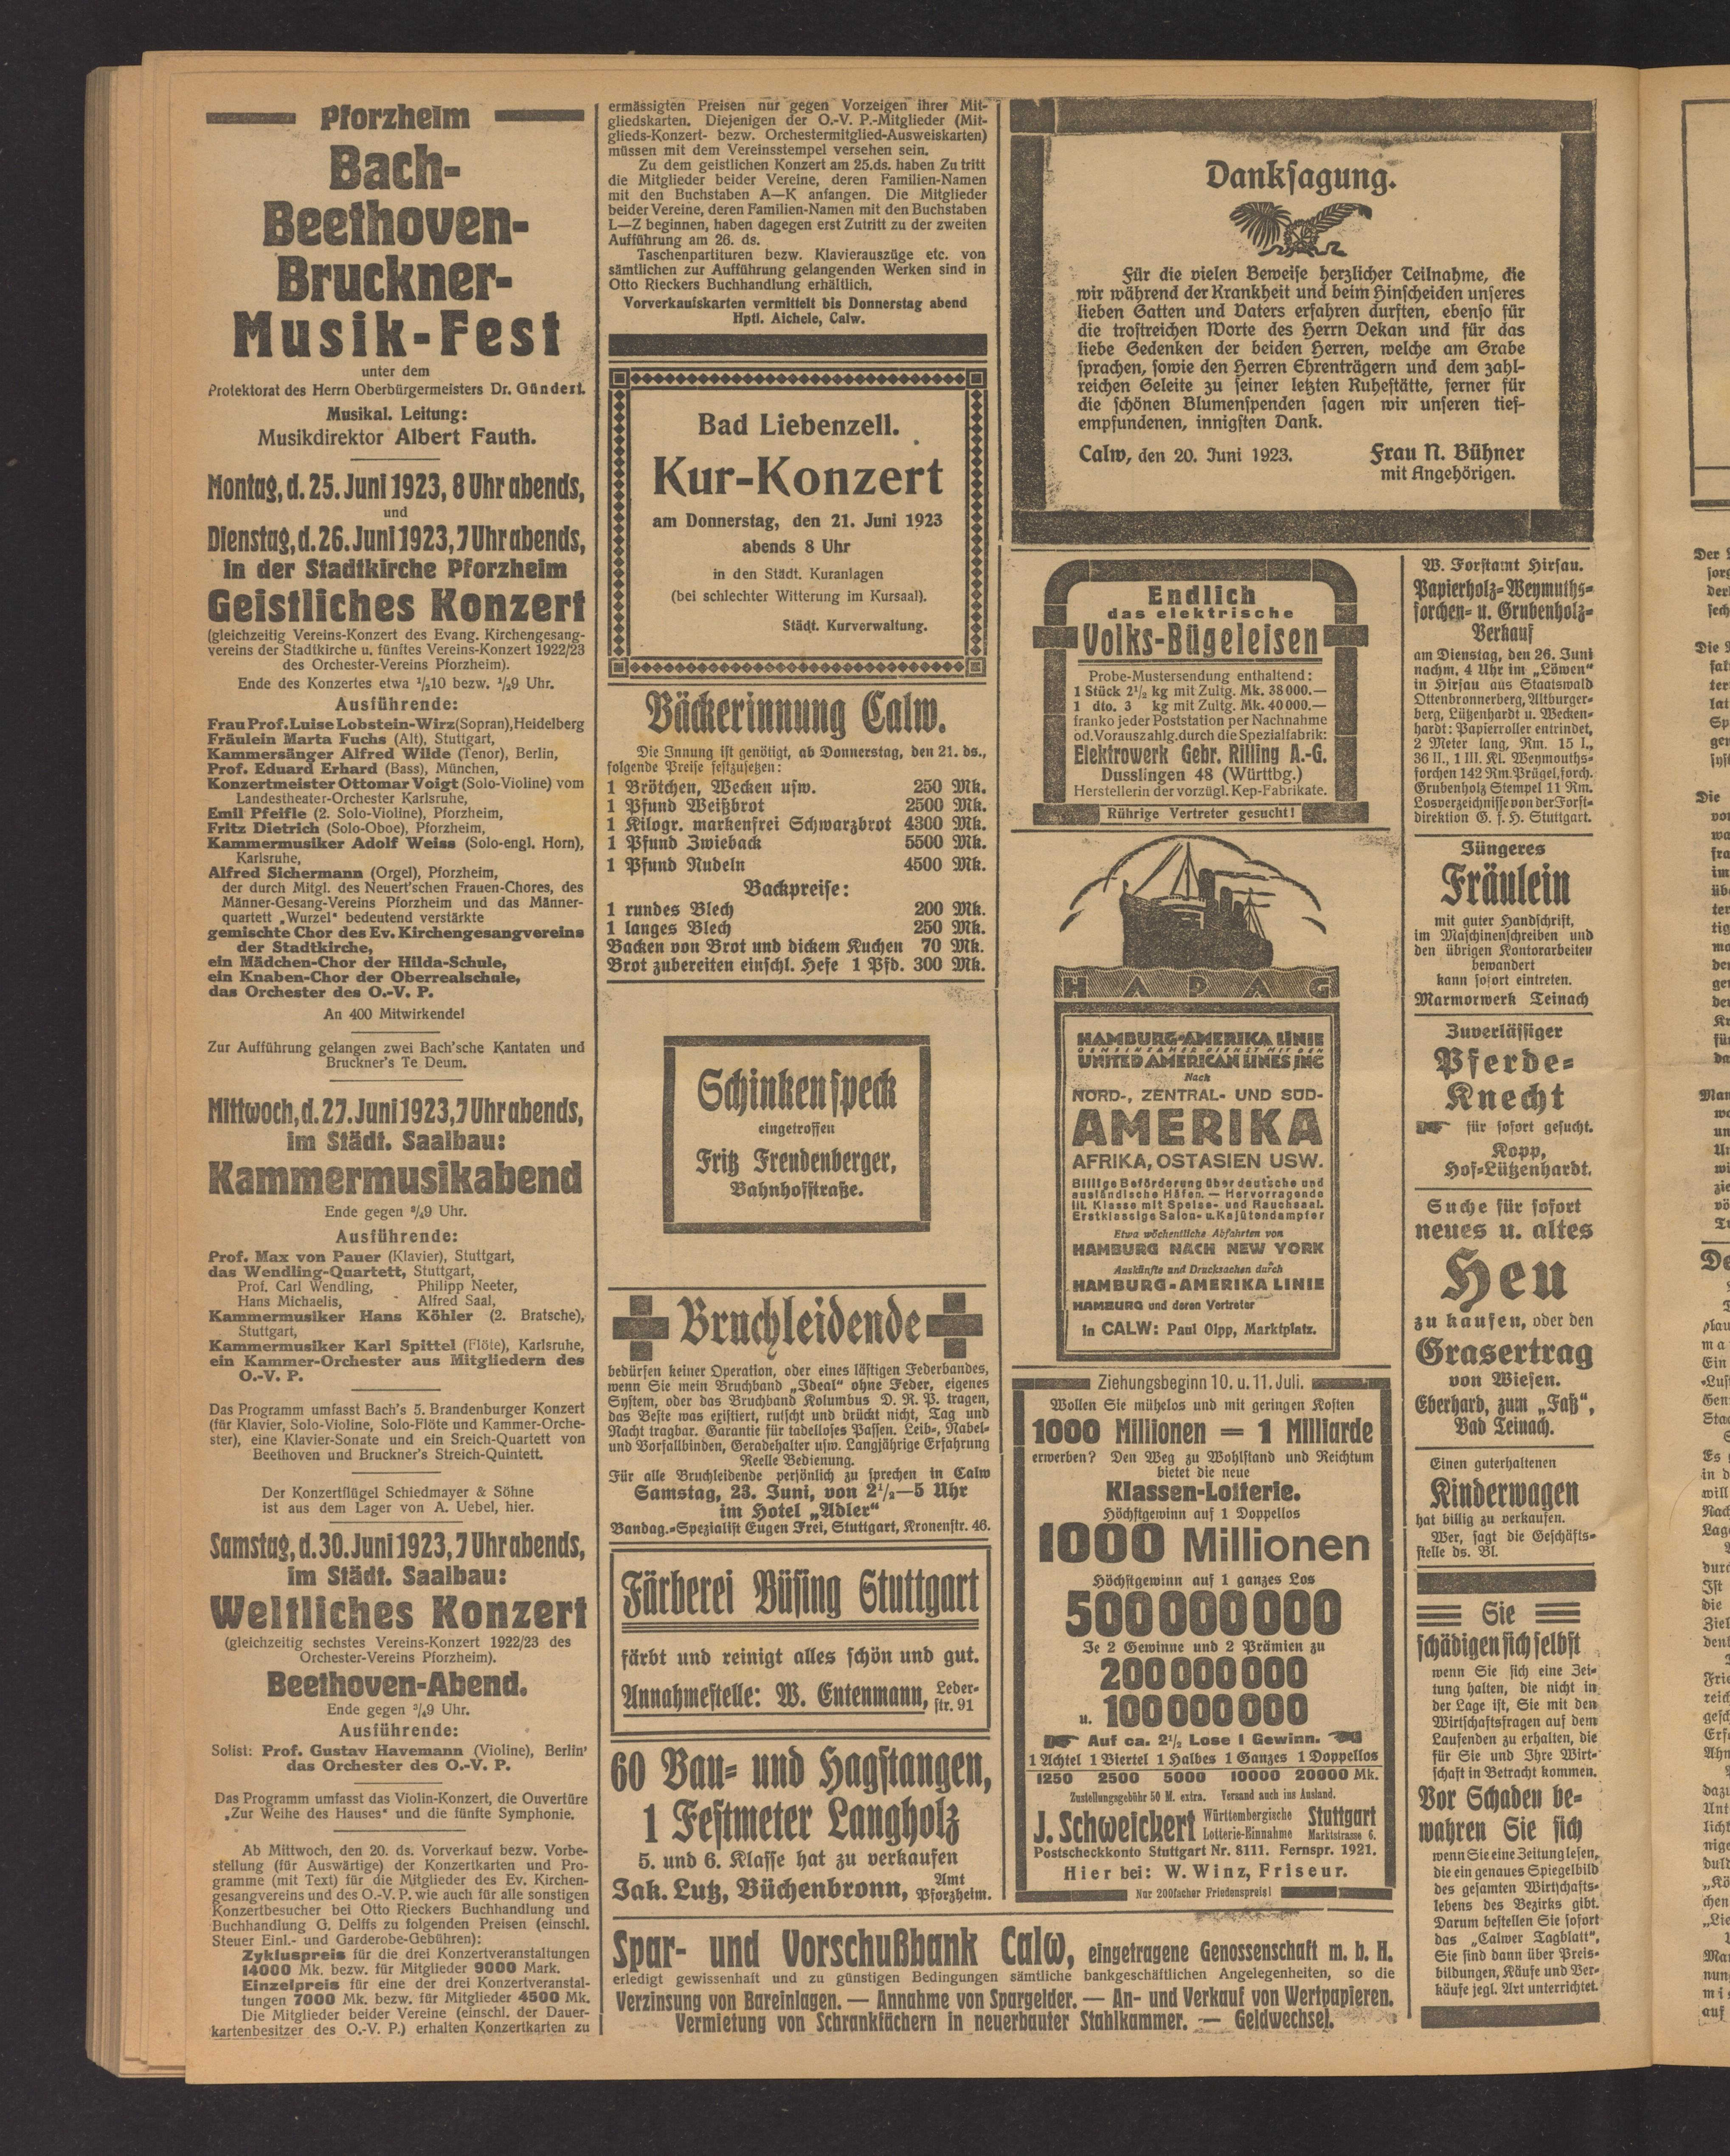 Pforzheim
Bach-
Beethoven-
Bruckner-
Musik-Fest
unter dem
Protektorat des Herrn Oberbürgermeisters Dr. Gündert.
Musikal. Leitung:
Musikdirektor Albert Fauth.
Montag, d. 25. Juni 1923, 8 Uhr abends,
und
Dienstag, d. 26. Juni 1923, 7 Uhr abends,
in der Stadtkirche Pforzheim
Geistliches Konzert
(gleichzeitig Vereins-Konzert des Evang. Kirchengesang-
vereins der Stadtkirche u. fünftes Vereins-Konzert 1922/23
des Orchester-Vereins Pforzheim).
Ende des Konzertes etwa 1/210 bezw. 1/29 Uhr.
Ausführende:
Frau Prof. Luise Lobstein-Wirz (Sopran), Heidelberg
Fräulein Marta Fuchs (Alt), Stuttgart,
Kammersänger Alfred Wilde (Tenor), Berlin,
Prof. Eduard Erhard (Bass), München,
Konzertmeister Ottomar Voigt (Solo-Violine) vom
Landestheater-Orchester Karlsruhe,
Emil Pfeifle (2. Solo-Violine), Pforzheim,
Fritz Dietrich (Solo-Oboe), Pforzheim,
Kammermusiker Adolf Weiss (Solo-engl. Horn),
Karlsruhe,
Alfred Sichermann (Orgel), Pforzheim,
der durch Mitgl. des Neuert'schen Frauen-Chores, des
Männer-Gesang-Vereins Pforzheim und das Männer-
quartett „Wurzel" bedeutend verstärkte
gemischte Chor des Ev. Kirchengesangvereins
der Stadtkirche,
ein Mädchen-Chor der Hilda-Schule,
ein Knaben-Chor der Oberrealschule,
das Orchester des O.-V. P.
An 400 Mitwirkende!
Zur Aufführung gelangen zwei Bach'sche Kantaten und
Bruckner's Te Deum.
Mittwoch, d. 27. Juni 1923, 7 Uhr abends,
im Städt. Saalbau:
Kammermusikabend
Ende gegen 3/49 Uhr.
Ausführende:
Prof. Max von Pauer (Klavier), Stuttgart,
das Wendling-Quartett, Stuttgart,
Prof. Carl Wendling, Philipp Neeter,
Hans Michaelis, Alfred Saal,
Kammermusiker Hans Köhler (2. Bratsche),
Stuttgart,
Kammermusiker Karl Spittel (Flöte), Karlsruhe,
ein Kammer-Orchester aus Mitgliedern des
O.-V. P.
Das Programm umfasst Bach's 5. Brandenburger Konzert
(für Klavier, Solo-Violine, Solo-Flöte und Kammer-Orche-
ster), eine Klavier-Sonate und ein Sreich-Quartett von
Beethoven und Bruckner's Streich-Quintett.
Der Konzertflügel Schiedmayer & Söhne
ist aus dem Lager von A. Uebel, hier.
Samstag, d. 30. Juni 1923, 7 Uhr abends,
im Städt. Saalbau:
Weltliches Konzert
(gleichzeitig sechstes Vereins-Konzert 1922/23 des
Orchester-Vereins Pforzheim).
Beethoven-Abend.
Ende gegen 3/49 Uhr.
Ausführende:
Solist: Prof. Gustav Havemann (Violine), Berlin'
das Orchester des O.-V. P.
Das Programm umfasst das Violin-Konzert, die Ouvertüre
„Zur Weihe des Hauses" und die fünfte Symphonie.
Ab Mittwoch, den 20. ds. Vorverkauf bezw. Vorbe-
stellung (für Auswärtige) der Konzertkarten und Pro-
gramme (mit Text) für die Mitglieder des Ev. Kirchen-
gesangvereins und des O.-V. P. wie auch für alle sonstigen
Konzertbesucher bei Otto Rieckers Buchhandlung und
Buchhandlung G. Delffs zu folgenden Preisen (einschl.
Steuer Einl.- und Garderobe-Gebühren):
Zykluspreis für die drei Konzertveranstaltungen
14000 Mk. bezw. für Mitglieder 9000 Mark.
Einzelpreis für eine der drei Konzertveranstal-
tungen 7000 Mk. bezw. für Mitglieder 4500 Mk.
Die Mitglieder beider Vereine (einschl. der Dauer-
kartenbesitzer des O.-V. P.) erhalten Konzertkarten zu
ermässigten Preisen nur gegen Vorzeigen ihrer Mit-
gliedskarten. Diejenigen der O.-V. P.-Mitglieder (Mit-
glieds-Konzert- bezw. Orchestermitglied-Ausweiskarten)
müssen mit dem Vereinsstempel versehen sein.
Zu dem geistlichen Konzert am 25.ds. haben Zutritt
die Mitglieder beider Vereine, deren Familien-Namen
mit den Buchstaben A—K anfangen. Die Mitglieder
beider Vereine, deren Familien-Namen mit den Buchstaben
L—Z beginnen, haben dagegen erst Zutritt zu der zweiten
Aufführung am 26. ds.
Taschenpartituren bezw. Klavierauszüge etc. von
sämtlichen zur Aufführung gelangenden Werken sind in
Otto Rieckers Buchhandlung erhältlich.
Vorverkaufskarten vermittelt bis Donnerstag abend
Hptl. Aichele, Calw.
Bad Liebenzell.
Kur-Konzert
am Donnerstag, den 21. Juni 1923
abends 8 Uhr
in den Städt. Kuranlagen
(bei schlechter Witterung im Kursaal).
Städt. Kurverwaltung.
Bäckerinnung Calw.
Die Innung ist genötigt, ab Donnerstag, den 21. ds.,
folgende Preise festzusetzen:
1 Brötchen, Wecken usw. 250 Mk.
1 Pfund Weißbrot 2500 Mk.
1 Kilogr. markenfrei Schwarzbrot 4300 Mk.
1 Pfund Zwieback 5500 Mk.
1 Pfund Nudeln 4500 Mk.
Backpreise:
1 rundes Blech 200 Mk.
1 langes Blech 250 Mk.
Backen von Brot und dickem Kuchen 70 Mk.
Brot zubereiten einschl. Hefe 1 Pfd. 300 Mk.
Schinkenspeck
eingetroffen
Fritz Freudenberger,
Bahnhofstraße.
Bruchleidende
bedürfen keiner Operation, oder eines lästigen Federbandes,
wenn Sie mein Bruchband „Ideal" ohne Feder, eigenes
System, oder das Bruchband Kolumbus D. R. P. tragen,
das Beste was existiert, rutscht und drückt nicht, Tag und
Nacht tragbar. Garantie für tadelloses Passen. Leib-, Nabel-
und Vorfallbinden, Geradehalter usw. Langjährige Erfahrung
Reelle Bedienung.
Für alle Bruchleidende persönlich zu sprechen in Calw
Samstag, 23. Juni, von 2½—5 Uhr
im Hotel „Adler"
Bandag.-Spezialist Eugen Frei, Stuttgart, Kronenstr. 46.
Färberei Büsing Stuttgart
färbt und reinigt alles schön und gut.
Annahmestelle: W. Entenmann, Leder-
str. 91
60 Bau- und Hagstangen,
1 Festmeter Langholz
5. und 6. Klasse hat zu verkaufen
Jak. Lutz, Büchenbronn, Amt
Pforzheim.
Danksagung.
Für die vielen Beweise herzlicher Teilnahme, die
wir während der Krankheit und beim Hinscheiden unseres
lieben Gatten und Vaters erfahren durften, ebenso für
die trostreichen Worte des Herrn Dekan und für das
liebe Gedenken der beiden Herren, welche am Grabe
sprachen, sowie den Herren Ehrenträgern und dem zahl-
reichen Geleite zu seiner letzten Ruhestätte, ferner für
die schönen Blumenspenden sagen wir unseren tief-
empfundenen, innigsten Dank.
Calw, den 20. Juni 1923. Frau N. Bühner
mit Angehörigen.
Endlich
das elektrische
Volks-Bügeleisen
Probe-Mustersendung enthaltend:
1 Stück 2½ kg mit Zultg. Mk. 38000.—
1 dto. 3 kg mit Zultg. Mk. 40000.—
franko jeder Poststation per Nachnahme
od. Vorauszahlg. durch die Spezialfabrik:
Elektrowerk Gebr. Rilling A.-G.
Dusslingen 48 (Württbg.)
Herstellerin der vorzügl. Kep-Fabrikate.
Rührige Vertreter gesucht!
HAPAG
HAMBURG-AMERIKA LINIE
GEMEINSAMER DIENST MIT DEN
UNITED AMERICAN LINES INC
Nach
NORD-, ZENTRAL- UND SÜD-
AMERIKA
AFRIKA, OSTASIEN USW.
Billige Beförderung über deutsche und
ausländische Häfen. — Hervorragende
III. Klasse mit Speise- und Rauchsaal.
Erstklassige Salon- u. Kajütendampfer
Etwa wöchentliche Abfahrten von
HAMBURG NACH NEW YORK
Auskünfte und Drucksachen durch
HAMBURG-AMERIKA LINIE
HAMBURG und deren Vertreter
in CALW: Paul Olpp, Marktplatz.
Ziehungsbeginn 10. u. 11. Juli.
Wollen Sie mühelos und mit geringen Kosten
1000 Millionen = 1 Milliarde
erwerben? Den Weg zu Wohlstand und Reichtum
bietet die neue
Klassen-Lotterie.
Höchstgewinn auf 1 Doppellos
1000 Millionen
Höchstgewinn auf 1 ganzes Los
500000000
Je 2 Gewinne und 2 Prämien zu
200000000
u. 100000000
Auf ca. 2½ Lose 1 Gewinn.
1 Achtel 1 Viertel 1 Halbes 1 Ganzes 1 Doppellos
1250 2500 5000 10000 20000 Mk.
Zustellungsgebühr 50 M. extra. Versand auch ins Ausland.
J. Schweickert Württembergische Stuttgart
Lotterie-Einnahme Marktstrasse 6.
Postscheckkonto Stuttgart Nr. 8111. Fernspr. 1921.
Hier bei: W. Winz, Friseur.
Nur 200facher Friedenspreis!
W. Forstamt Hirsau.
Papierholz- Weymuths-
forchen- u. Grubenholz-
Verkauf
am Dienstag, den 26. Juni
nachm. 4 Uhr im „Löwen"
in Hirsau aus Staatswald
Ottenbronnerberg, Altburger-
berg, Lützenhardt u. Wecken-
hardt: Papierroller entrindet,
2 Meter lang, Rm. 15 I.,
36 II., 1 III. Kl. Weymouths-
forchen 142 Rm. Prügel, forch.
Grubenholz Stempel 11 Rm.
Losverzeichnisse von der Forst-
direktion G. f. H. Stuttgart.
Jüngeres
Fräulein
mit guter Handschrift,
im Maschinenschreiben und
den übrigen Kontorarbeiten
bewandert
kann sofort eintreten.
Marmorwerk Teinach
Zuverlässiger
Pferde-
Knecht
für sofort gesucht.
Kopp,
Hof-Lützenhardt.
Suche für sofort
neues u. altes
Heu
zu kaufen, oder den
Grasertrag
von Wiesen.
Eberhard, zum „Faß",
Bad Teinach.
Einen guterhaltenen
Kinderwagen
hat billig zu verkaufen.
Wer, sagt die Geschäfts-
stelle ds. Bl.
Sie
schädigen sich selbst
wenn Sie sich eine Zei-
tung halten, die nicht in
der Lage ist, Sie mit den
Wirtschaftsfragen auf dem
Laufenden zu erhalten, die
für Sie und Ihre Wirt-
schaft in Betracht kommen.
Vor Schaden be-
wahren Sie sich
wenn Sie eine Zeitung lesen,
die ein genaues Spiegelbild
des gesamten Wirtschafts-
lebens des Bezirks gibt.
Darum bestellen Sie sofort
das „Calwer Tagblatt",
Sie sind dann über Preis-
bildungen, Käufe und Ver-
käufe jegl. Art unterrichtet.
Spar- und Vorschußbank Calw, eingetragene Genossenschaft m. b. H.
erledigt gewissenhaft und zu günstigen Bedingungen sämtliche bankgeschäftlichen Angelegenheiten, so die
Verzinsung von Bareinlagen. — Annahme von Spargelder. — An- und Verkauf von Wertpapieren.
Vermietung von Schrankfächern in neuerbauter Stahlkammer. — Geldwechsel.